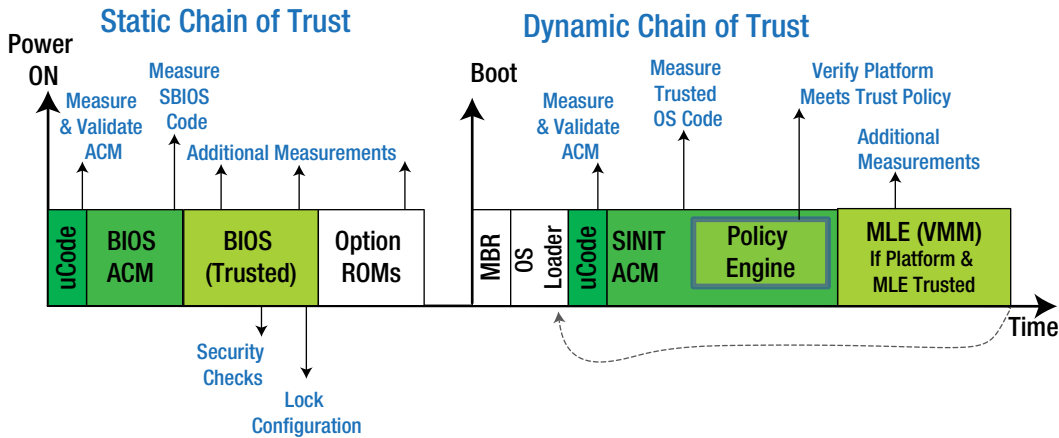 Static Chain of Trust
Dynamic Chain of Trust
Power
ON
Measure
& Validate
ACM
Measure
SBIOS
Code
Additional Measurements
Boot
Measure
& Validate
ACM
Measure
Trusted
OS Code
Verify Platform
Meets Trust Policy
Additional
Measurements
uCode
BIOS
ACM
BIOS
(Trusted)
Option
ROMs
MBR
OS
Loader
uCode
SINIT
ACM
Policy
Engine
MLE (VMM)
If Platform &
MLE Trusted
Time
Security
Checks
Lock
Configuration